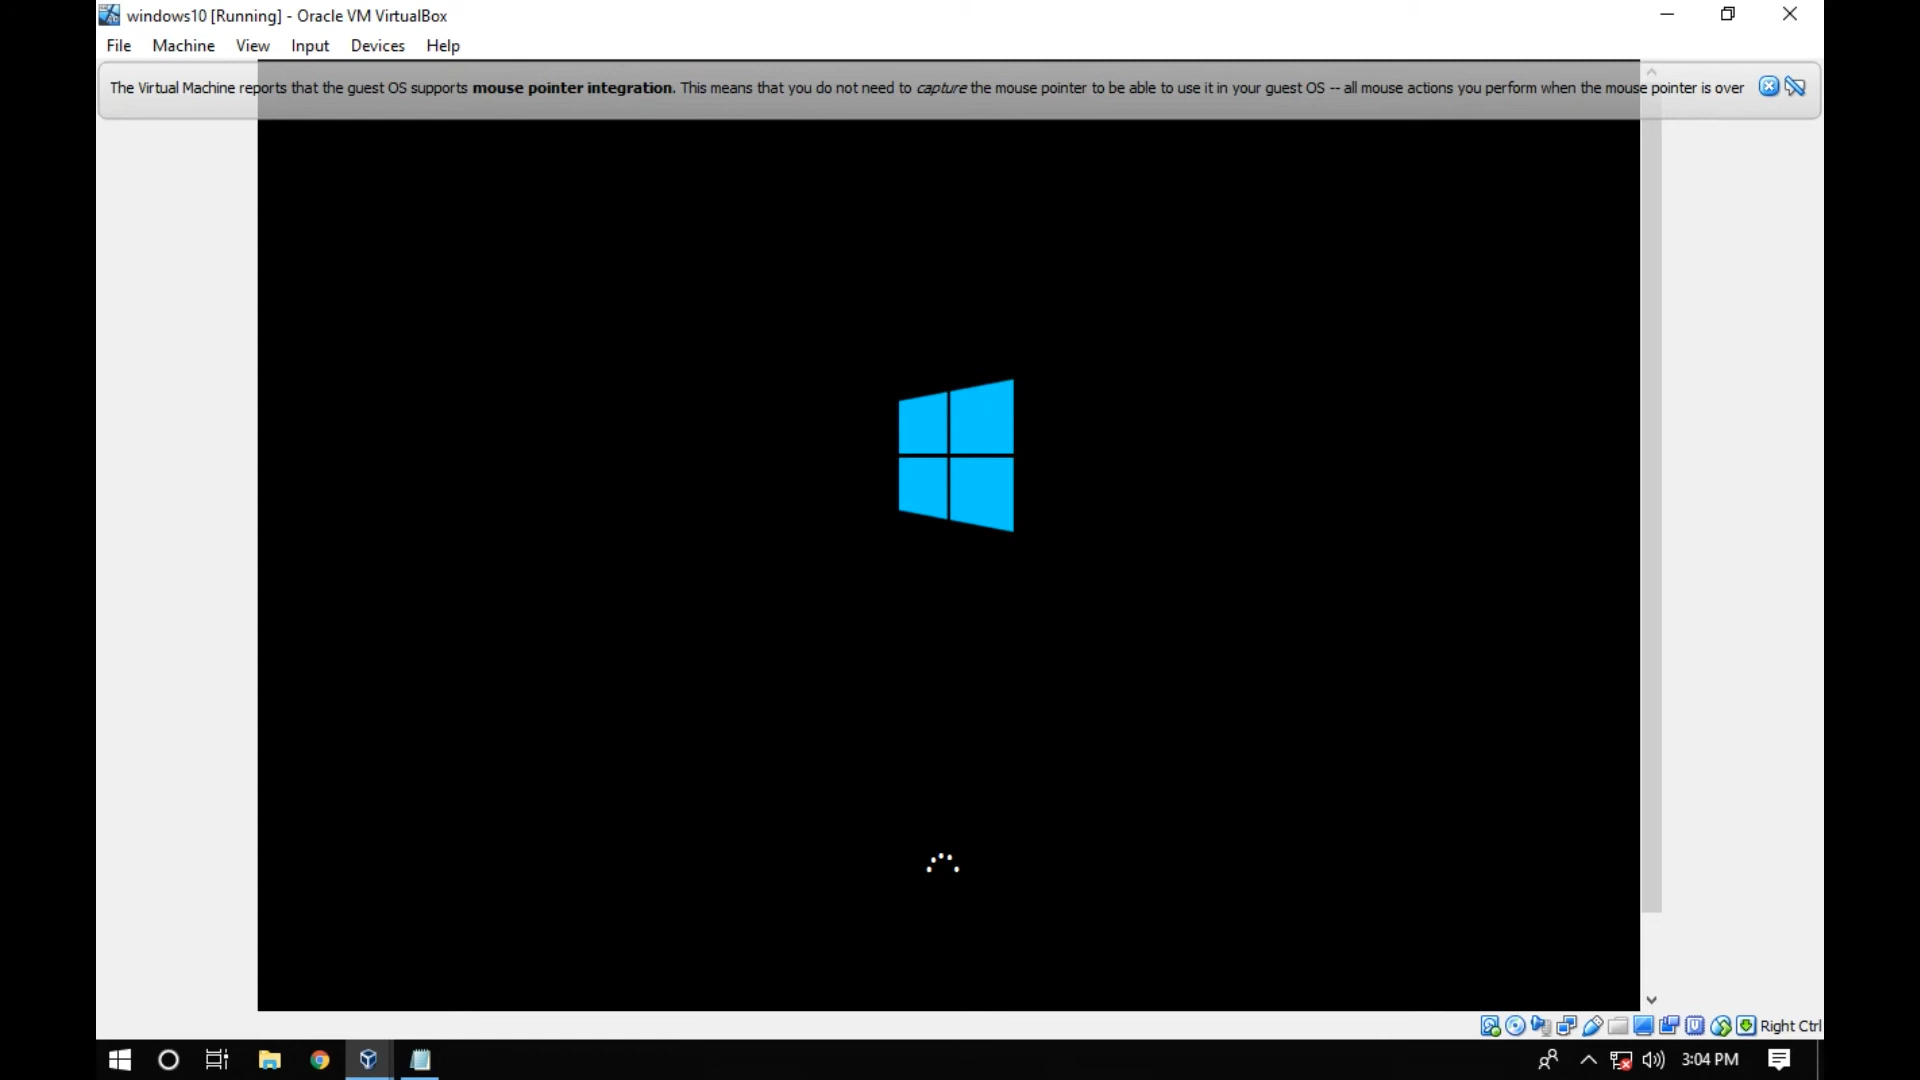 windows10 [Running] - Oracle VM VirtualBox
File Machine View Input Devices Help
The Virtual Machine reports that the guest OS supports mouse pointer integration. This means that you do not need to capture the mouse pointer to be able to use it in your guest OS -- all mouse actions you perform when the mouse pointer is over
Right Ctrl
3:04 PM